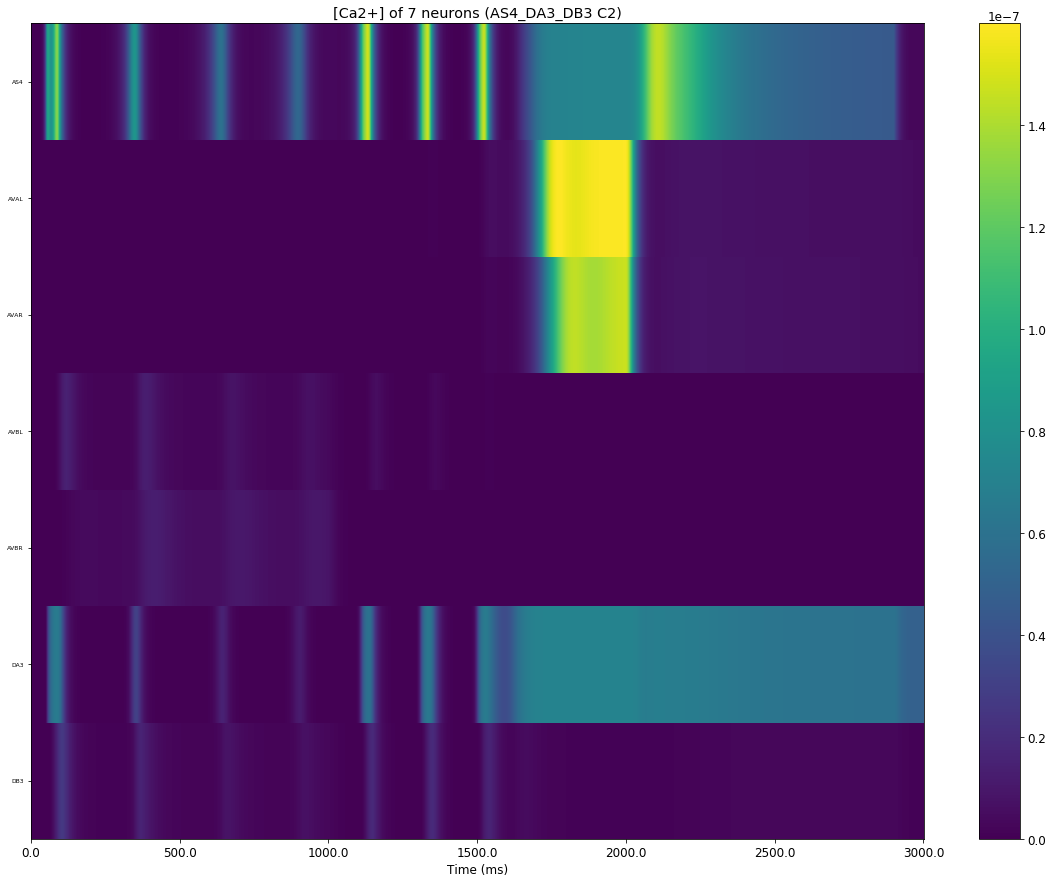 [Ca2+] of 7 neurons (AS4_DA3_DB3 C2)
1e−7
AS4
AVAL
AVAR
AVBL
AVBR
DA3
DB3
0.0 500.0 1000.0 1500.0 2000.0 2500.0 3000.0
Time (ms)
1.4
1.2
1.0
0.8
0.6
0.4
0.2
0.0